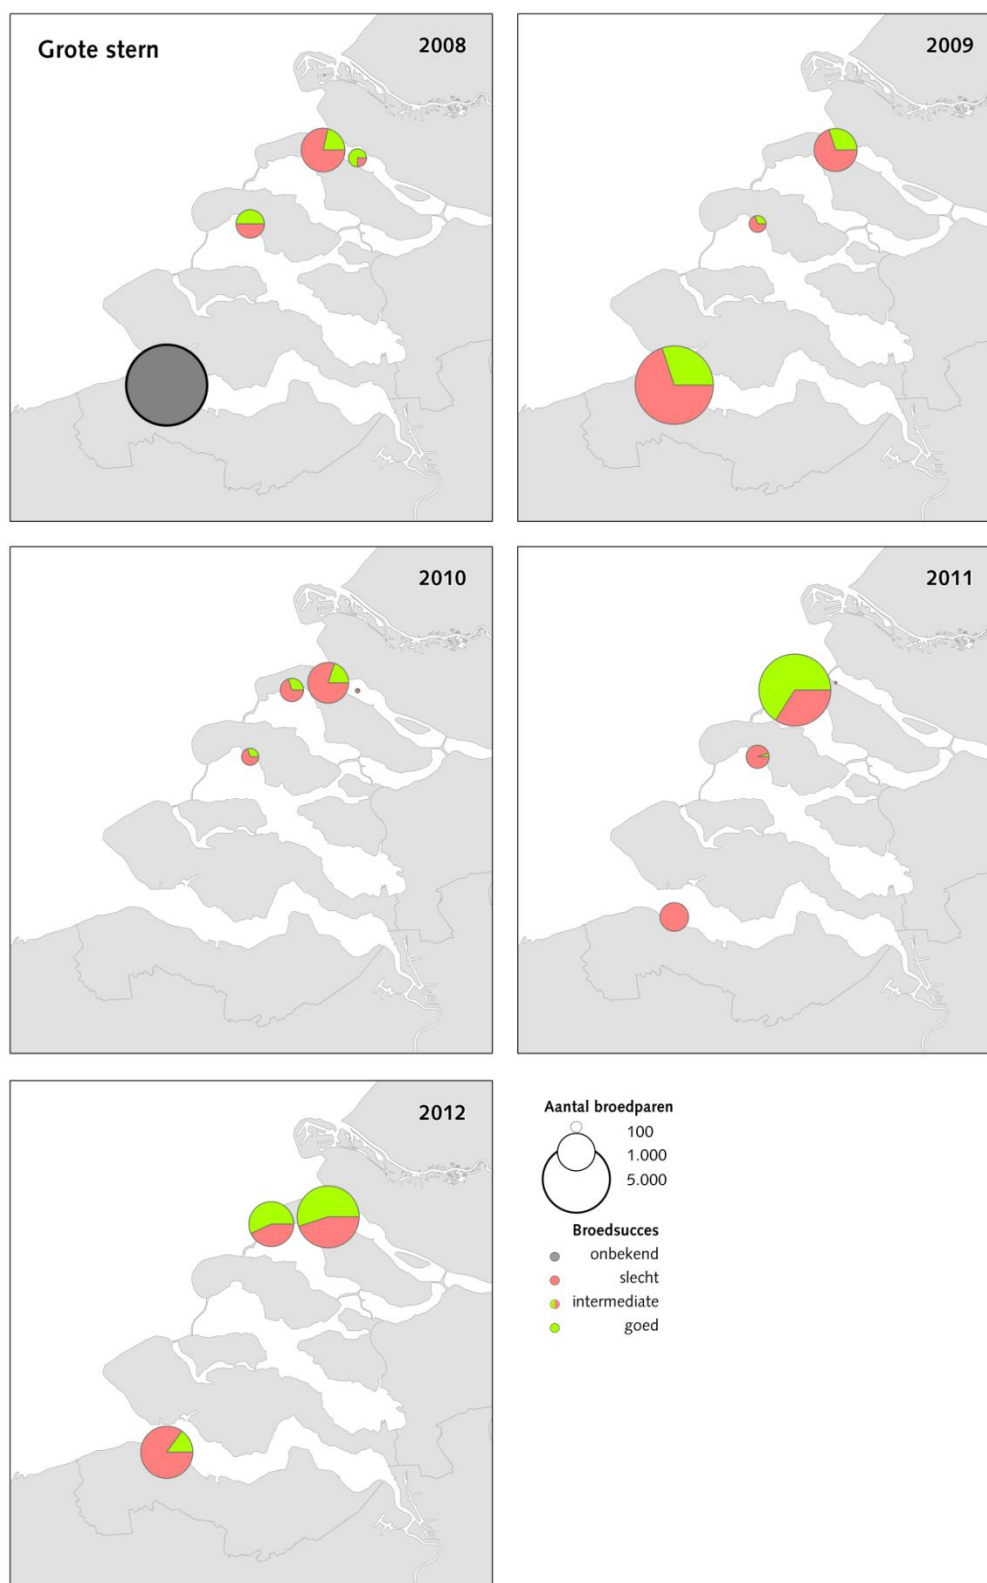 Grote stern
2008
2009
2010
2011
2012
Aantal broedparen
100
1.000
5.000
Broedsucces
onbekend
slecht
intermediate
goed